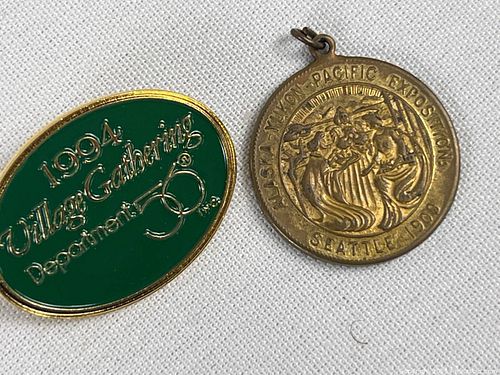 1994
Village Gathering
Department 56®
ALASKA-YUKON-PACIFIC EXPOSITION
SEATTLE 1909